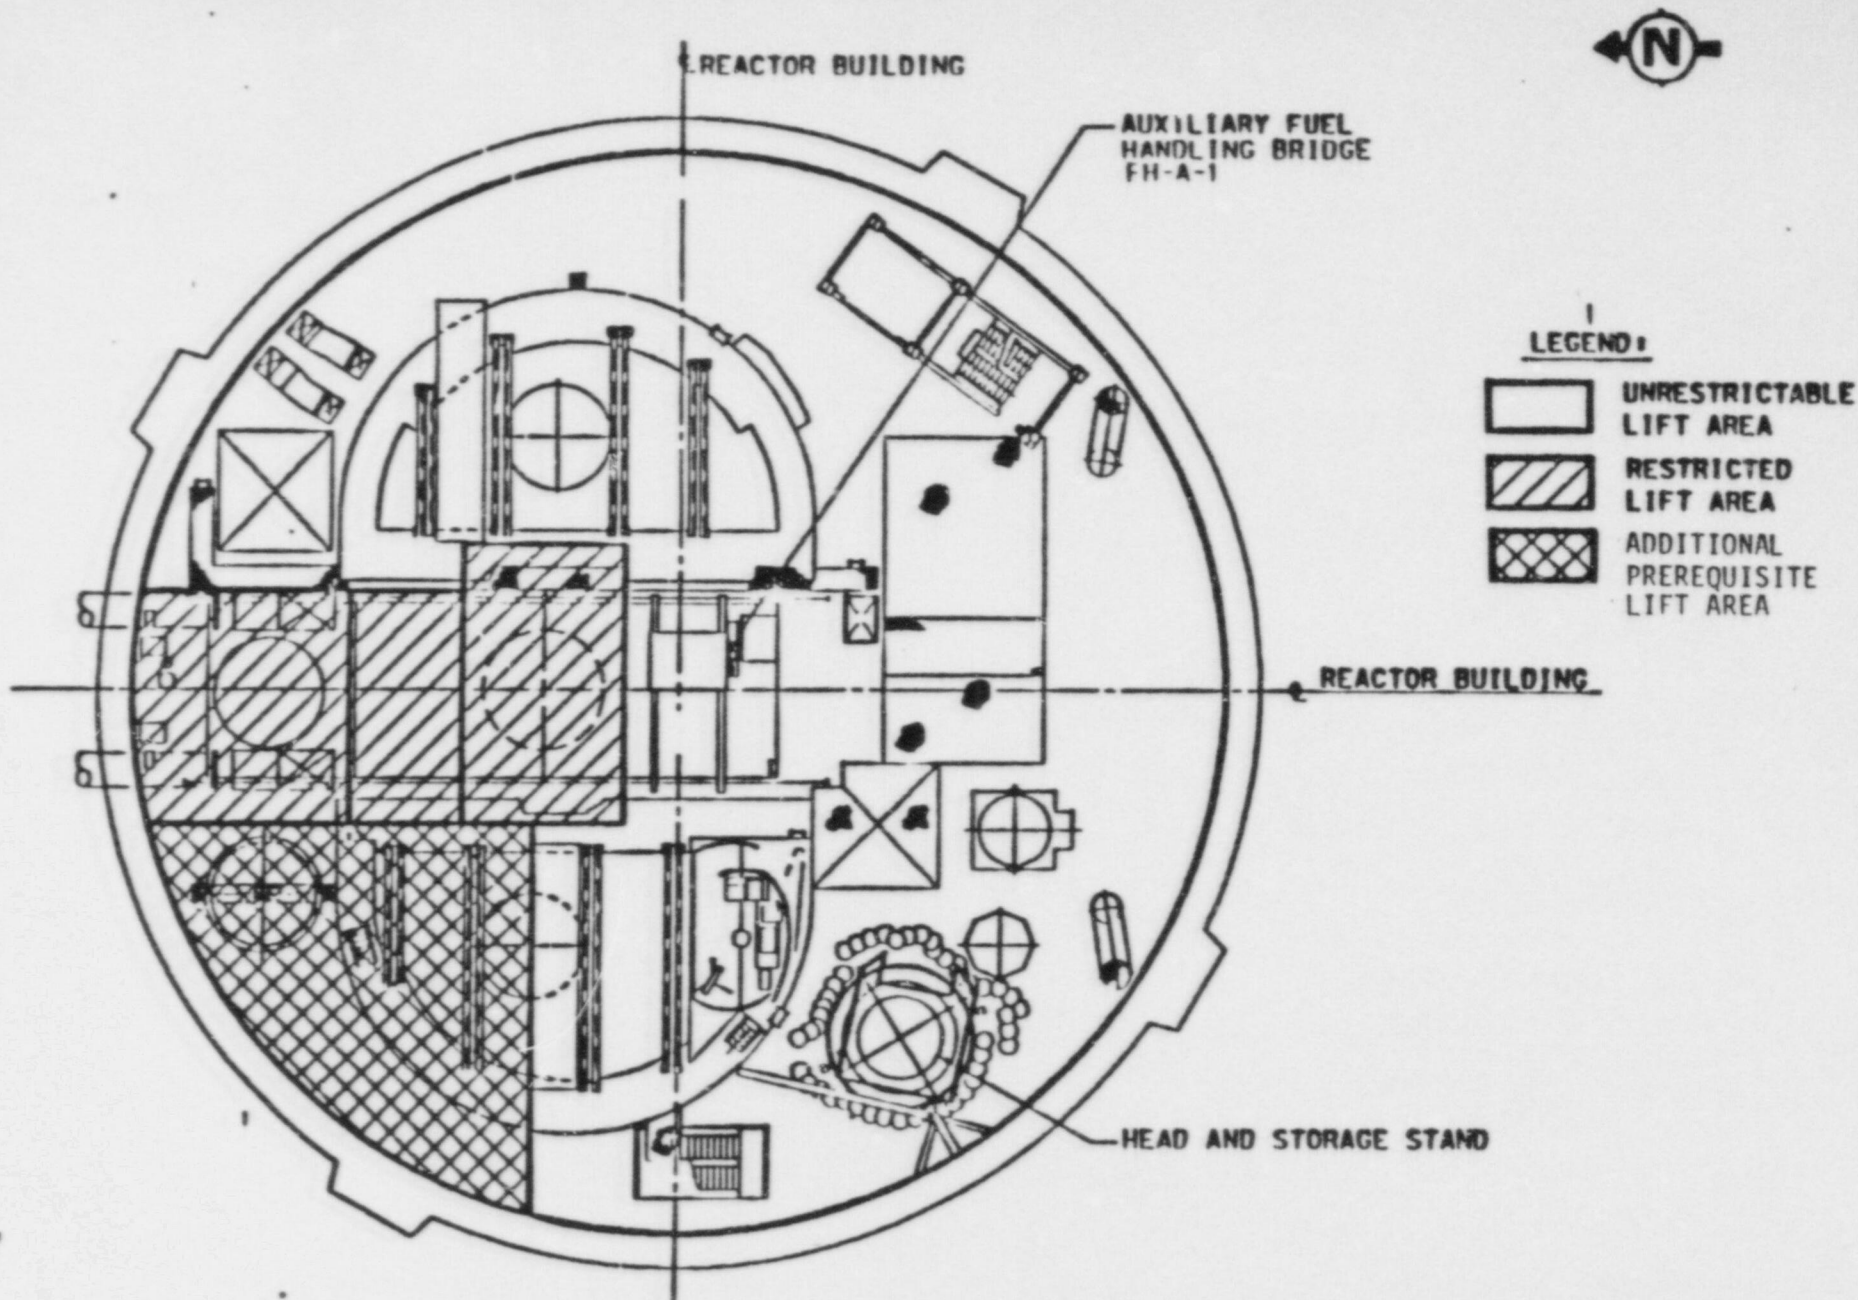 N
℄ REACTOR BUILDING
AUXILIARY FUEL
HANDLING BRIDGE
FH-A-1
LEGEND:
UNRESTRICTABLE
LIFT AREA
RESTRICTED
LIFT AREA
ADDITIONAL
PREREQUISITE
LIFT AREA
℄ REACTOR BUILDING
HEAD AND STORAGE STAND